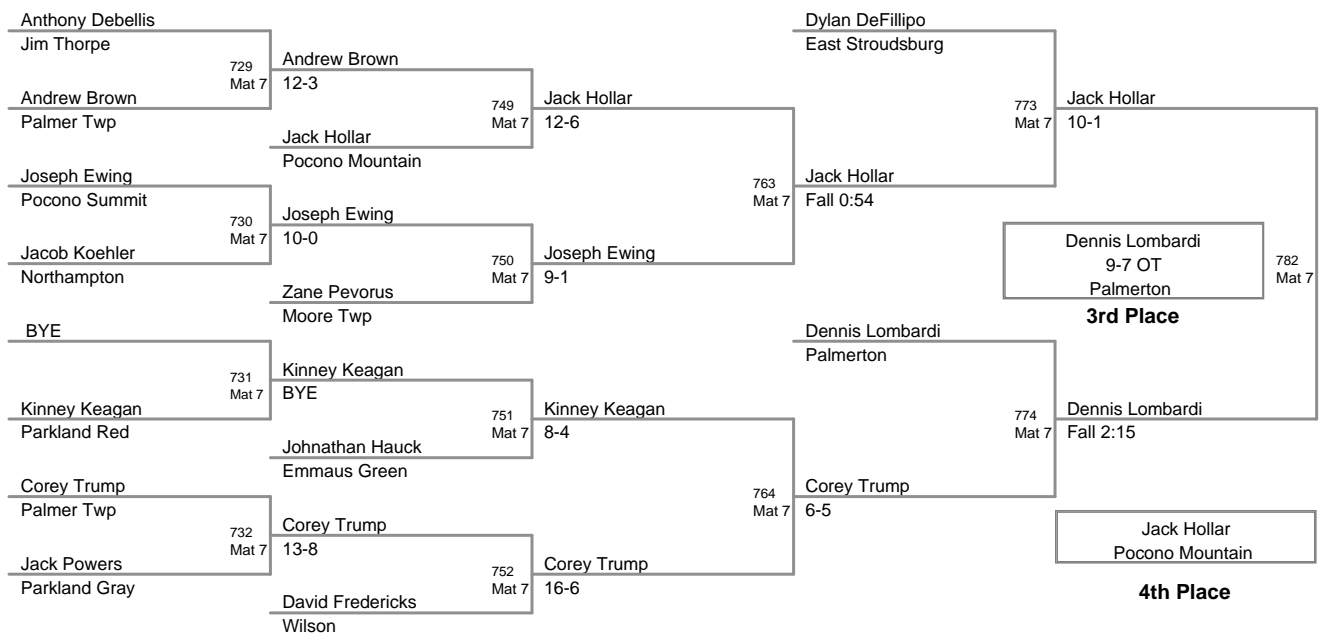 Anthony Debellis
Jim Thorpe
729
Mat 7
Andrew Brown
Palmer Twp
Andrew Brown
12-3
749
Mat 7
Jack Hollar
Pocono Mountain
Jack Hollar
12-6
Joseph Ewing
Pocono Summit
730
Mat 7
Jacob Koehler
Northampton
Joseph Ewing
10-0
750
Mat 7
Zane Pevorus
Moore Twp
Joseph Ewing
9-1
763
Mat 7
Jack Hollar
Fall 0:54
Dylan DeFillipo
East Stroudsburg
773
Mat 7
Jack Hollar
10-1
BYE
731
Mat 7
Kinney Keagan
Parkland Red
Kinney Keagan
BYE
751
Mat 7
Johnathan Hauck
Emmaus Green
Kinney Keagan
8-4
Corey Trump
Palmer Twp
732
Mat 7
Jack Powers
Parkland Gray
Corey Trump
13-8
752
Mat 7
David Fredericks
Wilson
Corey Trump
16-6
764
Mat 7
Corey Trump
6-5
Dennis Lombardi
Palmerton
774
Mat 7
Dennis Lombardi
Fall 2:15
782
Mat 7
Dennis Lombardi
9-7 OT
Palmerton
3rd Place
Jack Hollar
Pocono Mountain
4th Place